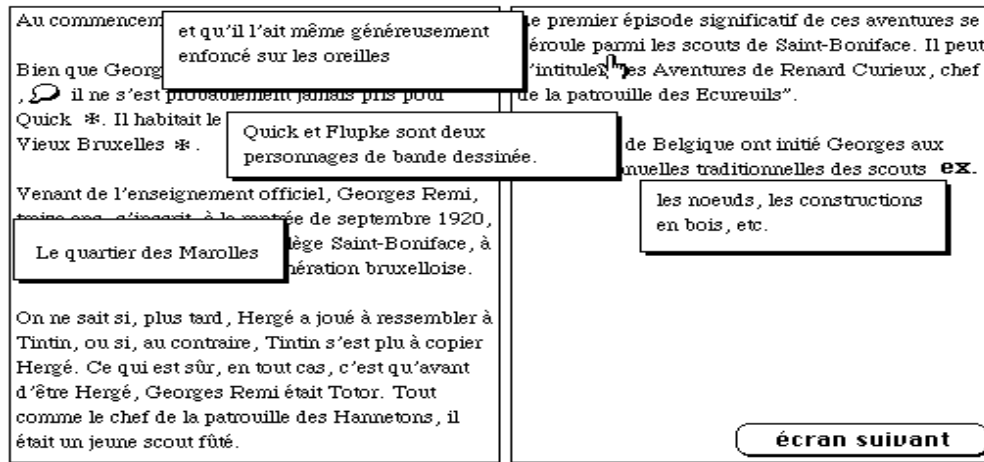 Au commencem
et qu'il l'ait même généreusement
enfoncé sur les oreilles
Bien que Georg
, il ne s'est probablement jamais pris pour
Quick ✻. Il habitait le
Vieux Bruxelles ✻.
Quick et Flupke sont deux
personnages de bande dessinée.
Venant de l'enseignement officiel, Georges Remi,
treize ans, s'inscrit, à la rentrée de septembre 1920,
lège Saint-Boniface, à
nération bruxelloise.
Le quartier des Marolles
On ne sait si, plus tard, Hergé a joué à ressembler à
Tintin, ou si, au contraire, Tintin s'est plu à copier
Hergé. Ce qui est sûr, en tout cas, c'est qu'avant
d'être Hergé, Georges Remi était Totor. Tout
comme le chef de la patrouille des Hannetons, il
était un jeune scout fûté.
e premier épisode significatif de ces aventures se
éroule parmi les scouts de Saint-Boniface. Il peut
'intituler es Aventures de Renard Curieux, chef
de la patrouille des Ecureuils”.
de Belgique ont initié Georges aux
nuelles traditionnelles des scouts ex.
les noeuds, les constructions
en bois, etc.
écran suivant